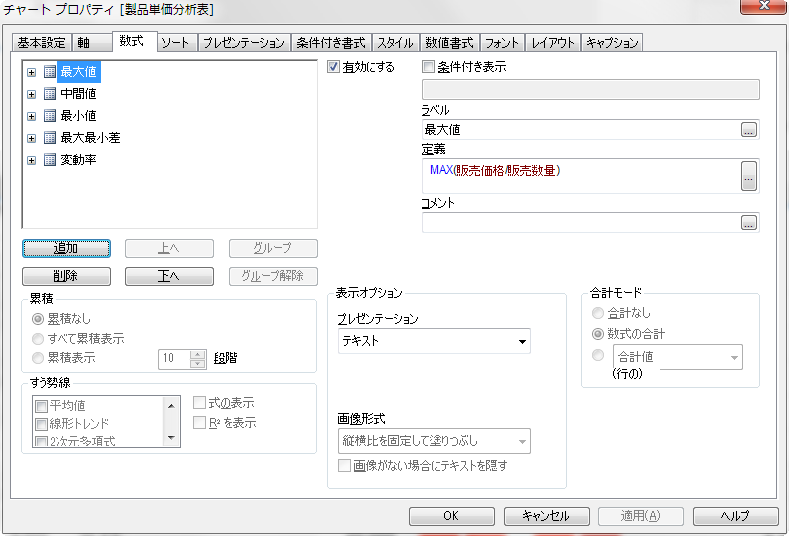 チャート プロパティ [製品単価分析表]
基本設定 軸 数式 ソート プレゼンテーション 条件付き書式 スタイル 数値書式 フォント レイアウト キャプション
最大値
中間値
最小値
最大最小差
変動率
有効にする
条件付き表示
ラベル
最大値
...
定義
MAX(販売価格/販売数量)
...
コメント
...
追加 上へ グループ
削除 下へ グループ解除
累積
累積なし
すべて累積表示
累積表示 10 段階
すう勢線
平均値
線形トレンド
2次元多項式
式の表示
R² を表示
表示オプション
プレゼンテーション
テキスト
画像形式
縦横比を固定して塗りつぶし
画像がない場合にテキストを隠す
合計モード
合計なし
数式の合計
合計値
(行の)
OK キャンセル 適用(A) ヘルプ